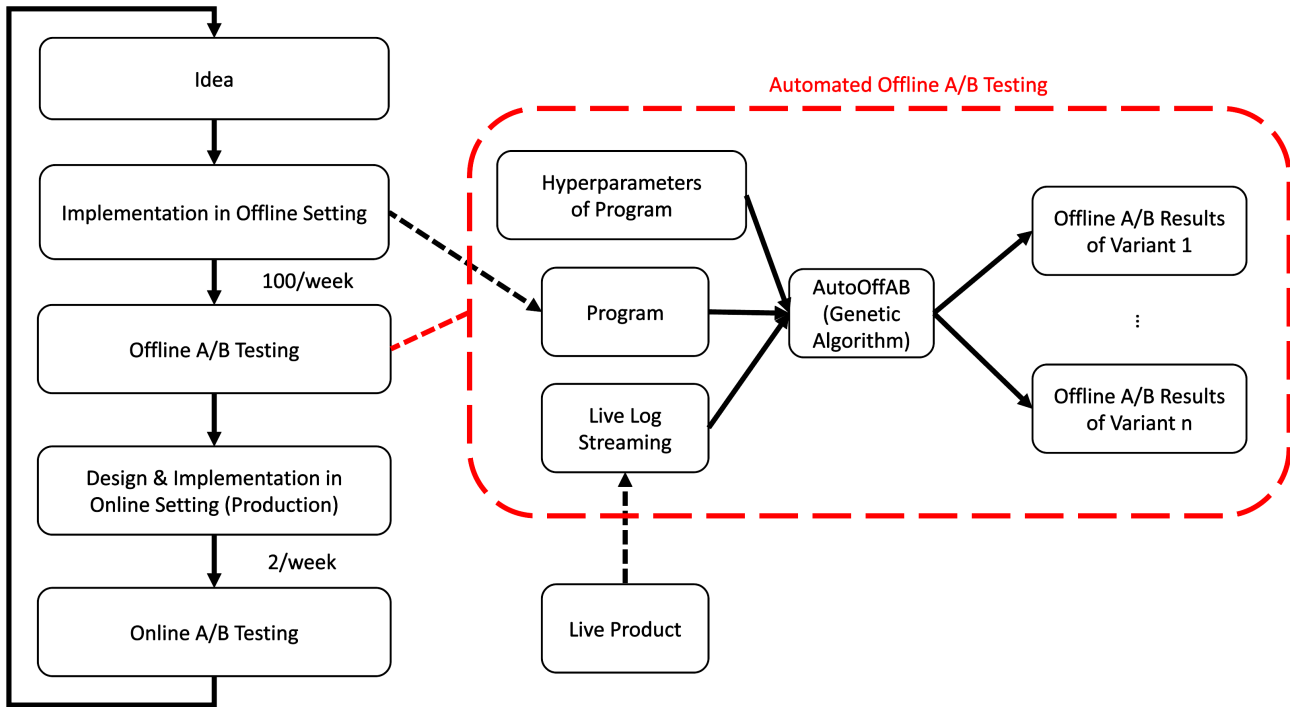 Idea
Implementation in Offline Setting
100/week
Offline A/B Testing
Design & Implementation in
Online Setting (Production)
2/week
Online A/B Testing
Automated Offline A/B Testing
Hyperparameters
of Program
Program
Live Log
Streaming
Live Product
AutoOffAB
(Genetic
Algorithm)
Offline A/B Results
of Variant 1
...
Offline A/B Results
of Variant n